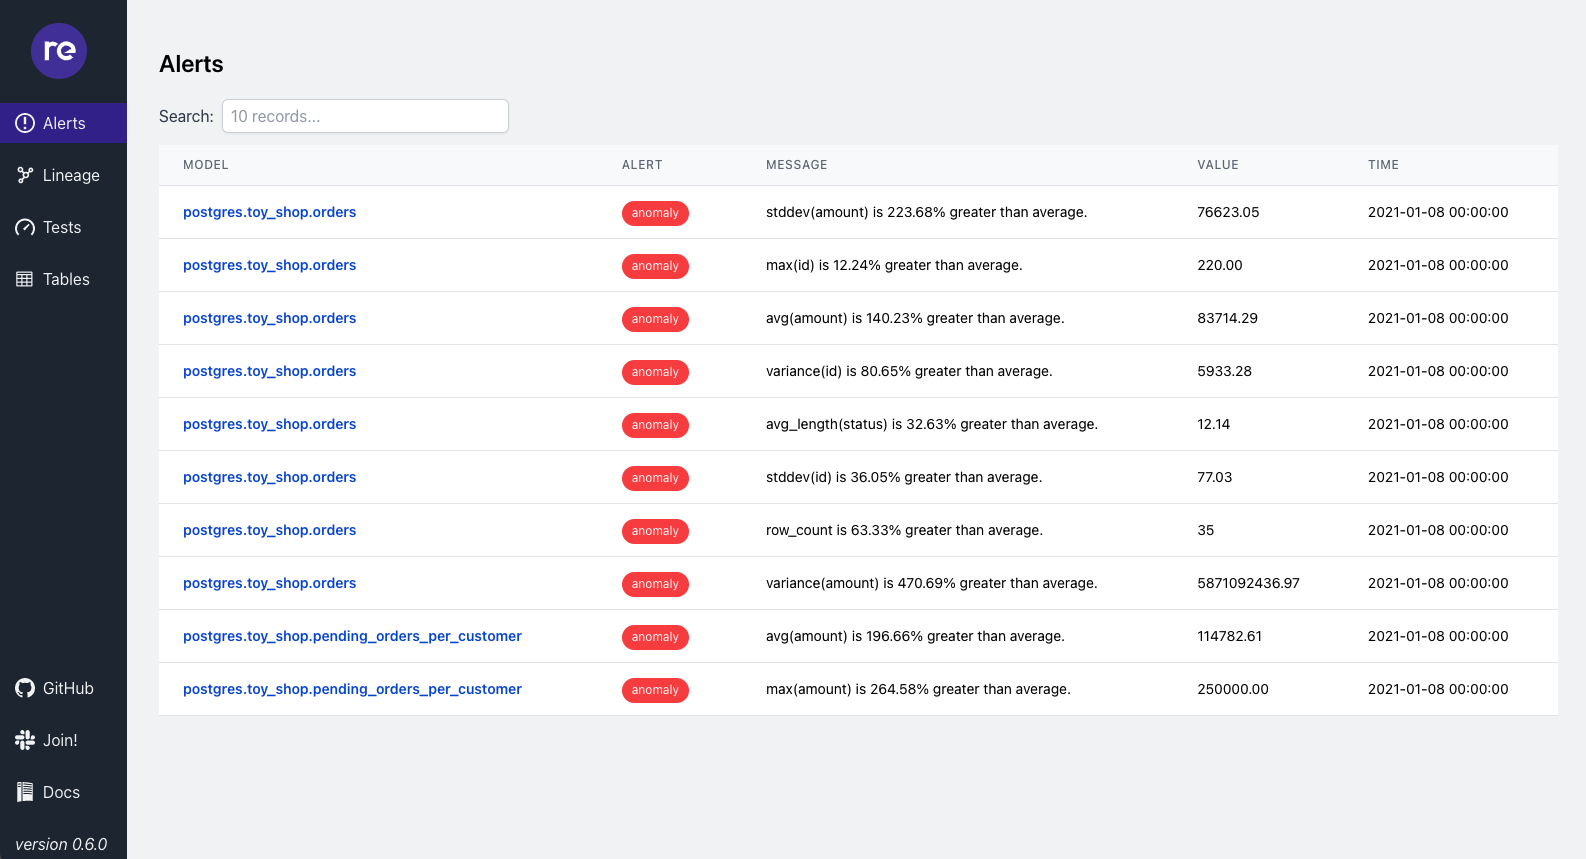 re
Alerts
Lineage
Tests
Tables
GitHub
Join!
Docs
version 0.6.0
Alerts
Search: 10 records...
MODEL ALERT MESSAGE VALUE TIME
postgres.toy_shop.orders anomaly stddev(amount) is 223.68% greater than average. 76623.05 2021-01-08 00:00:00
postgres.toy_shop.orders anomaly max(id) is 12.24% greater than average. 220.00 2021-01-08 00:00:00
postgres.toy_shop.orders anomaly avg(amount) is 140.23% greater than average. 83714.29 2021-01-08 00:00:00
postgres.toy_shop.orders anomaly variance(id) is 80.65% greater than average. 5933.28 2021-01-08 00:00:00
postgres.toy_shop.orders anomaly avg_length(status) is 32.63% greater than average. 12.14 2021-01-08 00:00:00
postgres.toy_shop.orders anomaly stddev(id) is 36.05% greater than average. 77.03 2021-01-08 00:00:00
postgres.toy_shop.orders anomaly row_count is 63.33% greater than average. 35 2021-01-08 00:00:00
postgres.toy_shop.orders anomaly variance(amount) is 470.69% greater than average. 5871092436.97 2021-01-08 00:00:00
postgres.toy_shop.pending_orders_per_customer anomaly avg(amount) is 196.66% greater than average. 114782.61 2021-01-08 00:00:00
postgres.toy_shop.pending_orders_per_customer anomaly max(amount) is 264.58% greater than average. 250000.00 2021-01-08 00:00:00